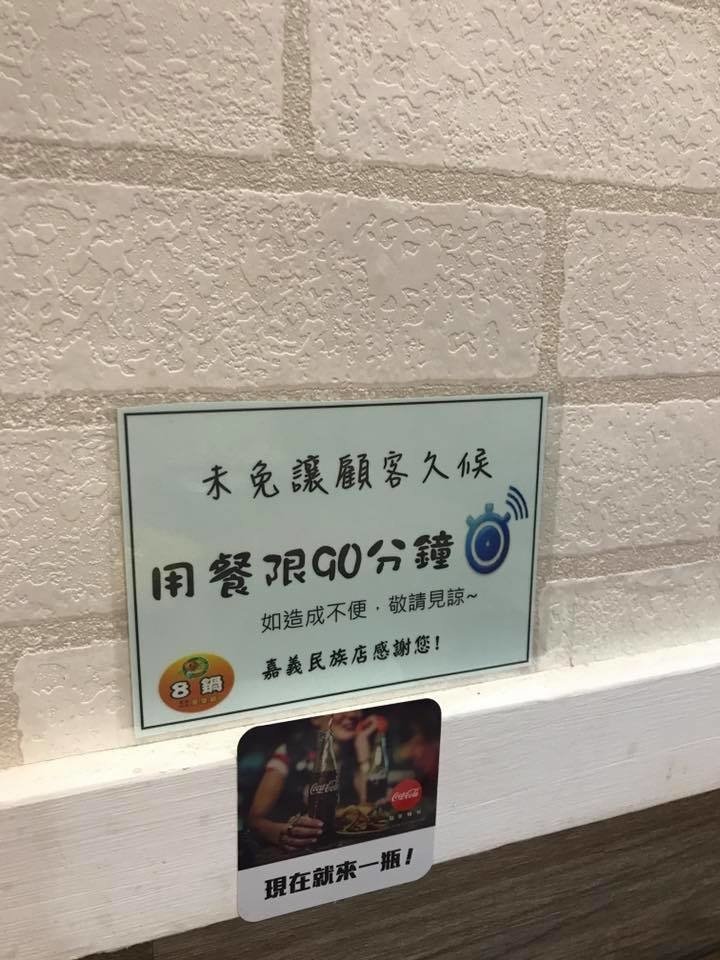 未免讓顧客久候
用餐限90分鐘
如造成不便，敬請見諒~
嘉義民族店感謝您!
8鍋
Coca-Cola
Coca-Cola
現在就來一瓶!